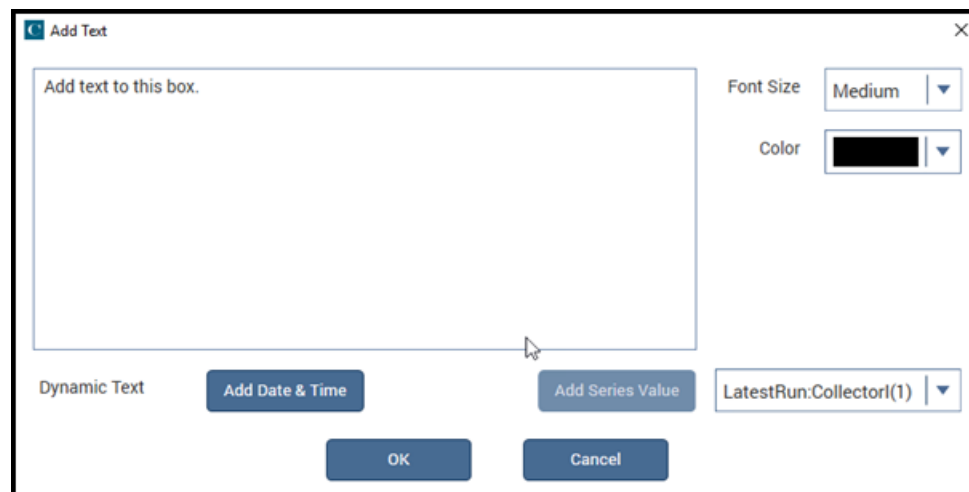 C Add Text
Add text to this box.
Font Size Medium
Color
Dynamic Text Add Date & Time Add Series Value LatestRun:CollectorI(1)
OK Cancel